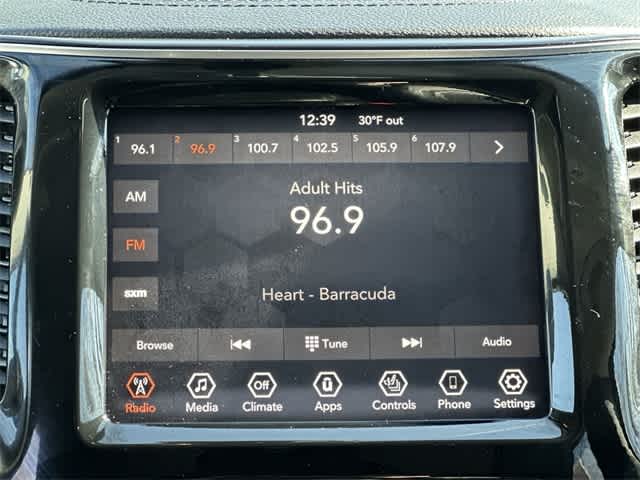 12:39 30°F out
1 96.1 2 96.9 3 100.7 4 102.5 5 105.9 6 107.9
AM
Adult Hits
96.9
FM
sxm
Heart - Barracuda
Browse Tune Audio
Off
Radio Media Climate Apps Controls Phone Settings